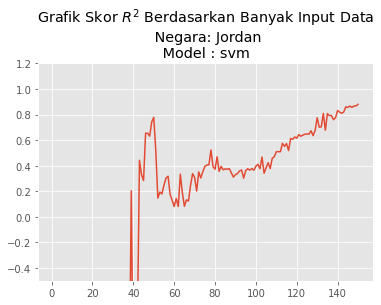 Grafik Skor R² Berdasarkan Banyak Input Data
Negara: Jordan
Model : svm
1.2
1.0
0.8
0.6
0.4
0.2
0.0
−0.2
−0.4
0 20 40 60 80 100 120 140